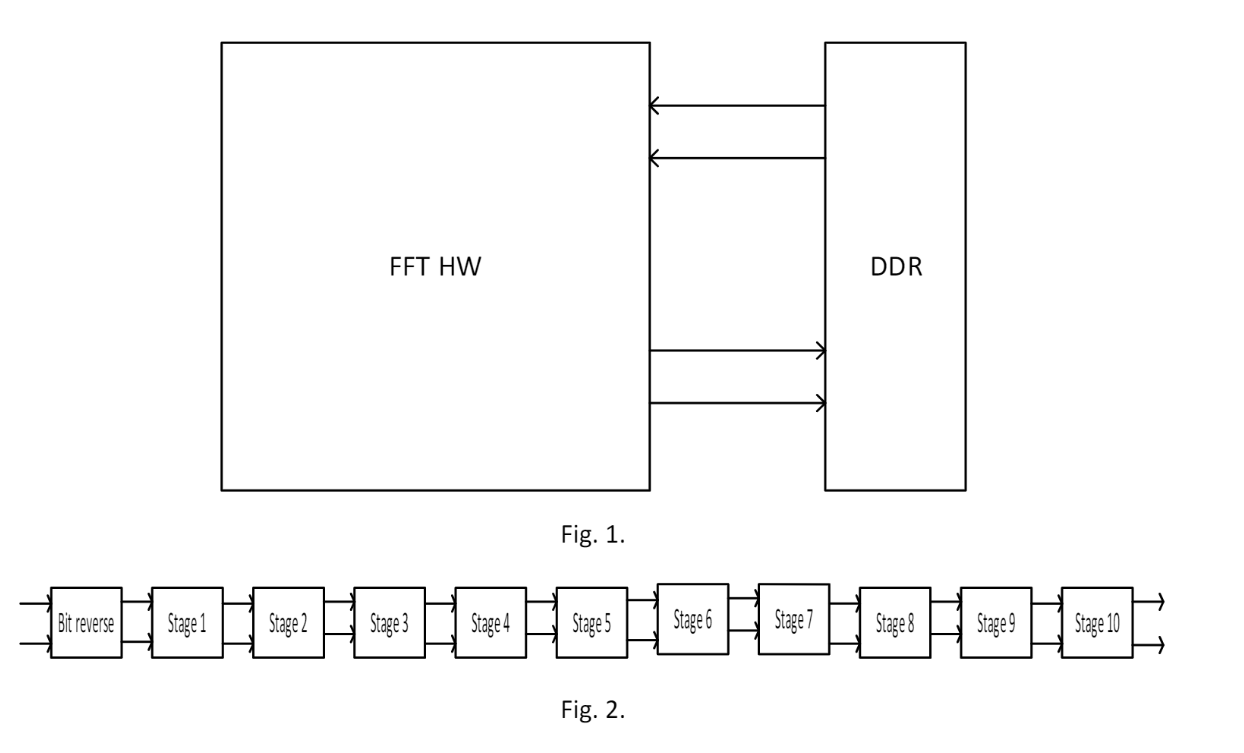 FFT HW
DDR
Fig. 1.
Bit reverse
Stage 1
Stage 2
Stage 3
Stage 4
Stage 5
Stage 6
Stage 7
Stage 8
Stage 9
Stage 10
Fig. 2.